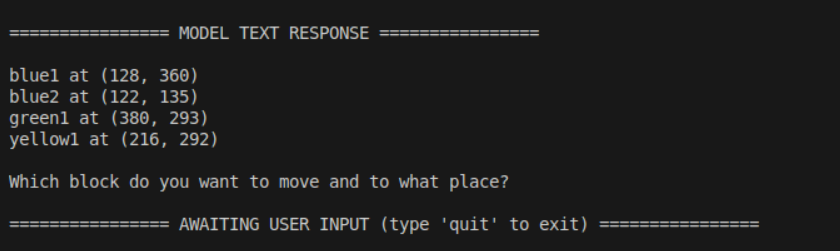 ================ MODEL TEXT RESPONSE ================
blue1 at (128, 360)
blue2 at (122, 135)
green1 at (380, 293)
yellow1 at (216, 292)
Which block do you want to move and to what place?
================ AWAITING USER INPUT (type 'quit' to exit) ================